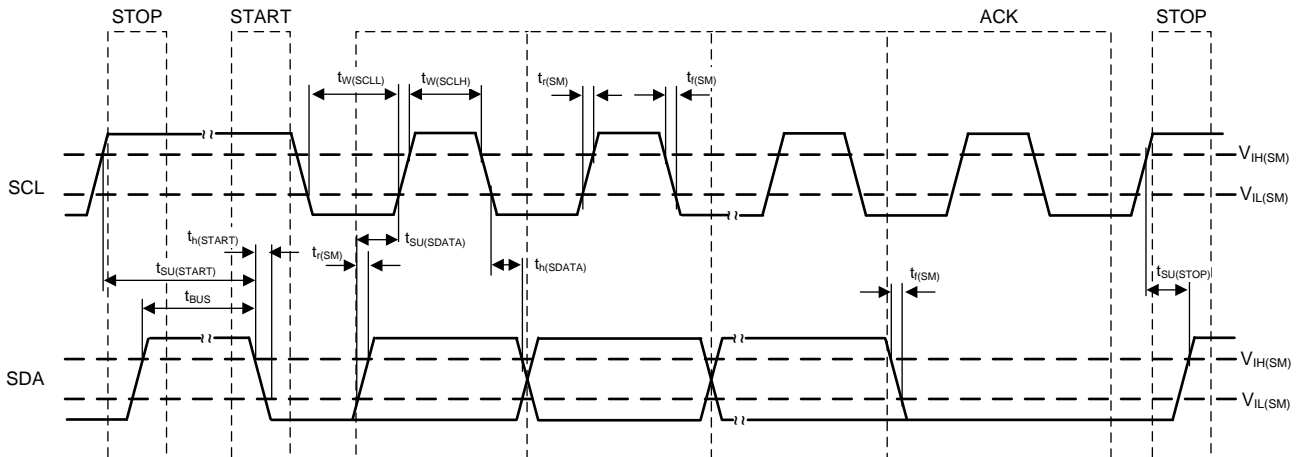 STOP START ACK STOP
tW(SCLL) tW(SCLH) tr(SM) tf(SM)
VIH(SM)
SCL
VIL(SM)
th(START) tr(SM) tSU(SDATA)
tSU(START) th(SDATA) tf(SM) tSU(STOP)
tBUS
VIH(SM)
SDA
VIL(SM)